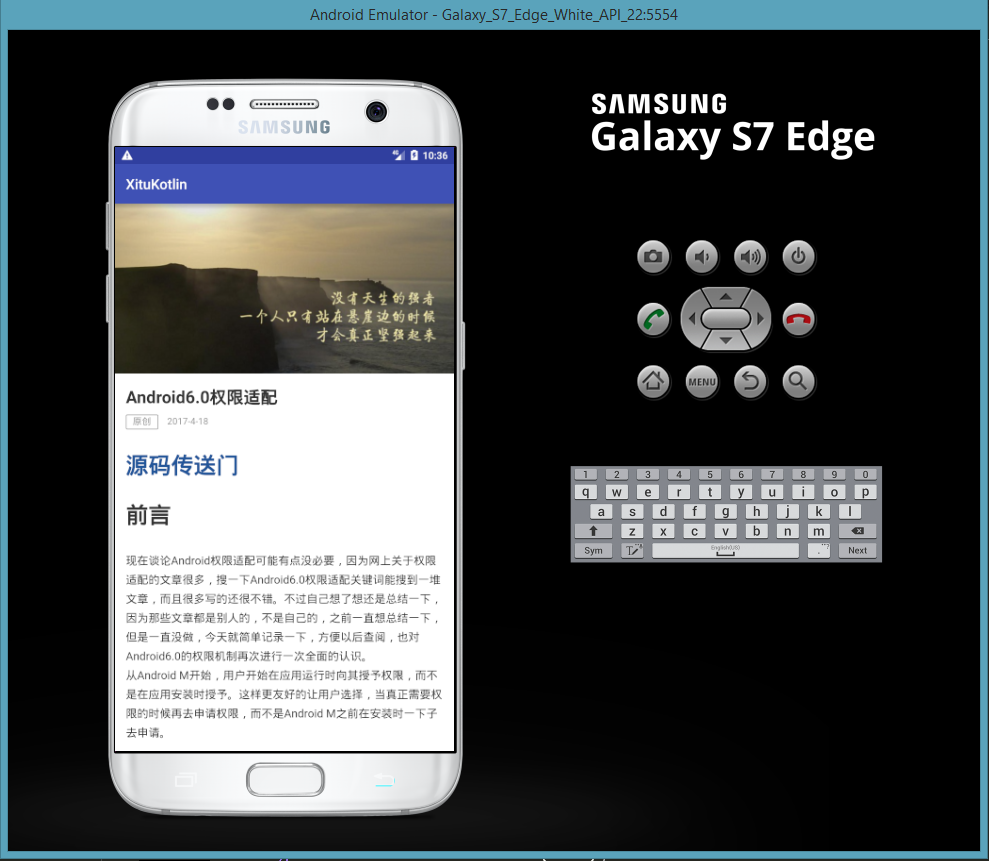 Android Emulator - Galaxy_S7_Edge_White_API_22:5554
SAMSUNG
SAMSUNG
Galaxy S7 Edge
4G
10:36
XituKotlin
没有天生的强者
一个人只有站在悬崖边的时候
才会真正坚强起来
Android6.0权限适配
原创 2017-4-18
源码传送门
前言
现在谈论Android权限适配可能有点没必要，因为网上关于权限
适配的文章很多，搜一下Android6.0权限适配关键词能搜到一堆
文章，而且很多写的还很不错。不过自己想了想还是总结一下，
因为那些文章都是别人的，不是自己的，之前一直想总结一下，
但是一直没做，今天就简单记录一下，方便以后查阅，也对
Android6.0的权限机制再次进行一次全面的认识。
从Android M开始，用户开始在应用运行时向其授予权限，而不
是在应用安装时授予。这样更友好的让用户选择，当真正需要权
限的时候再去申请权限，而不是Android M之前在安装时一下子
去申请。
MENU
1 2 3 4 5 6 7 8 9 0
q w e r t y u i o p
a s d f g h j k l
z x c v b n m
Sym English(US) . Next